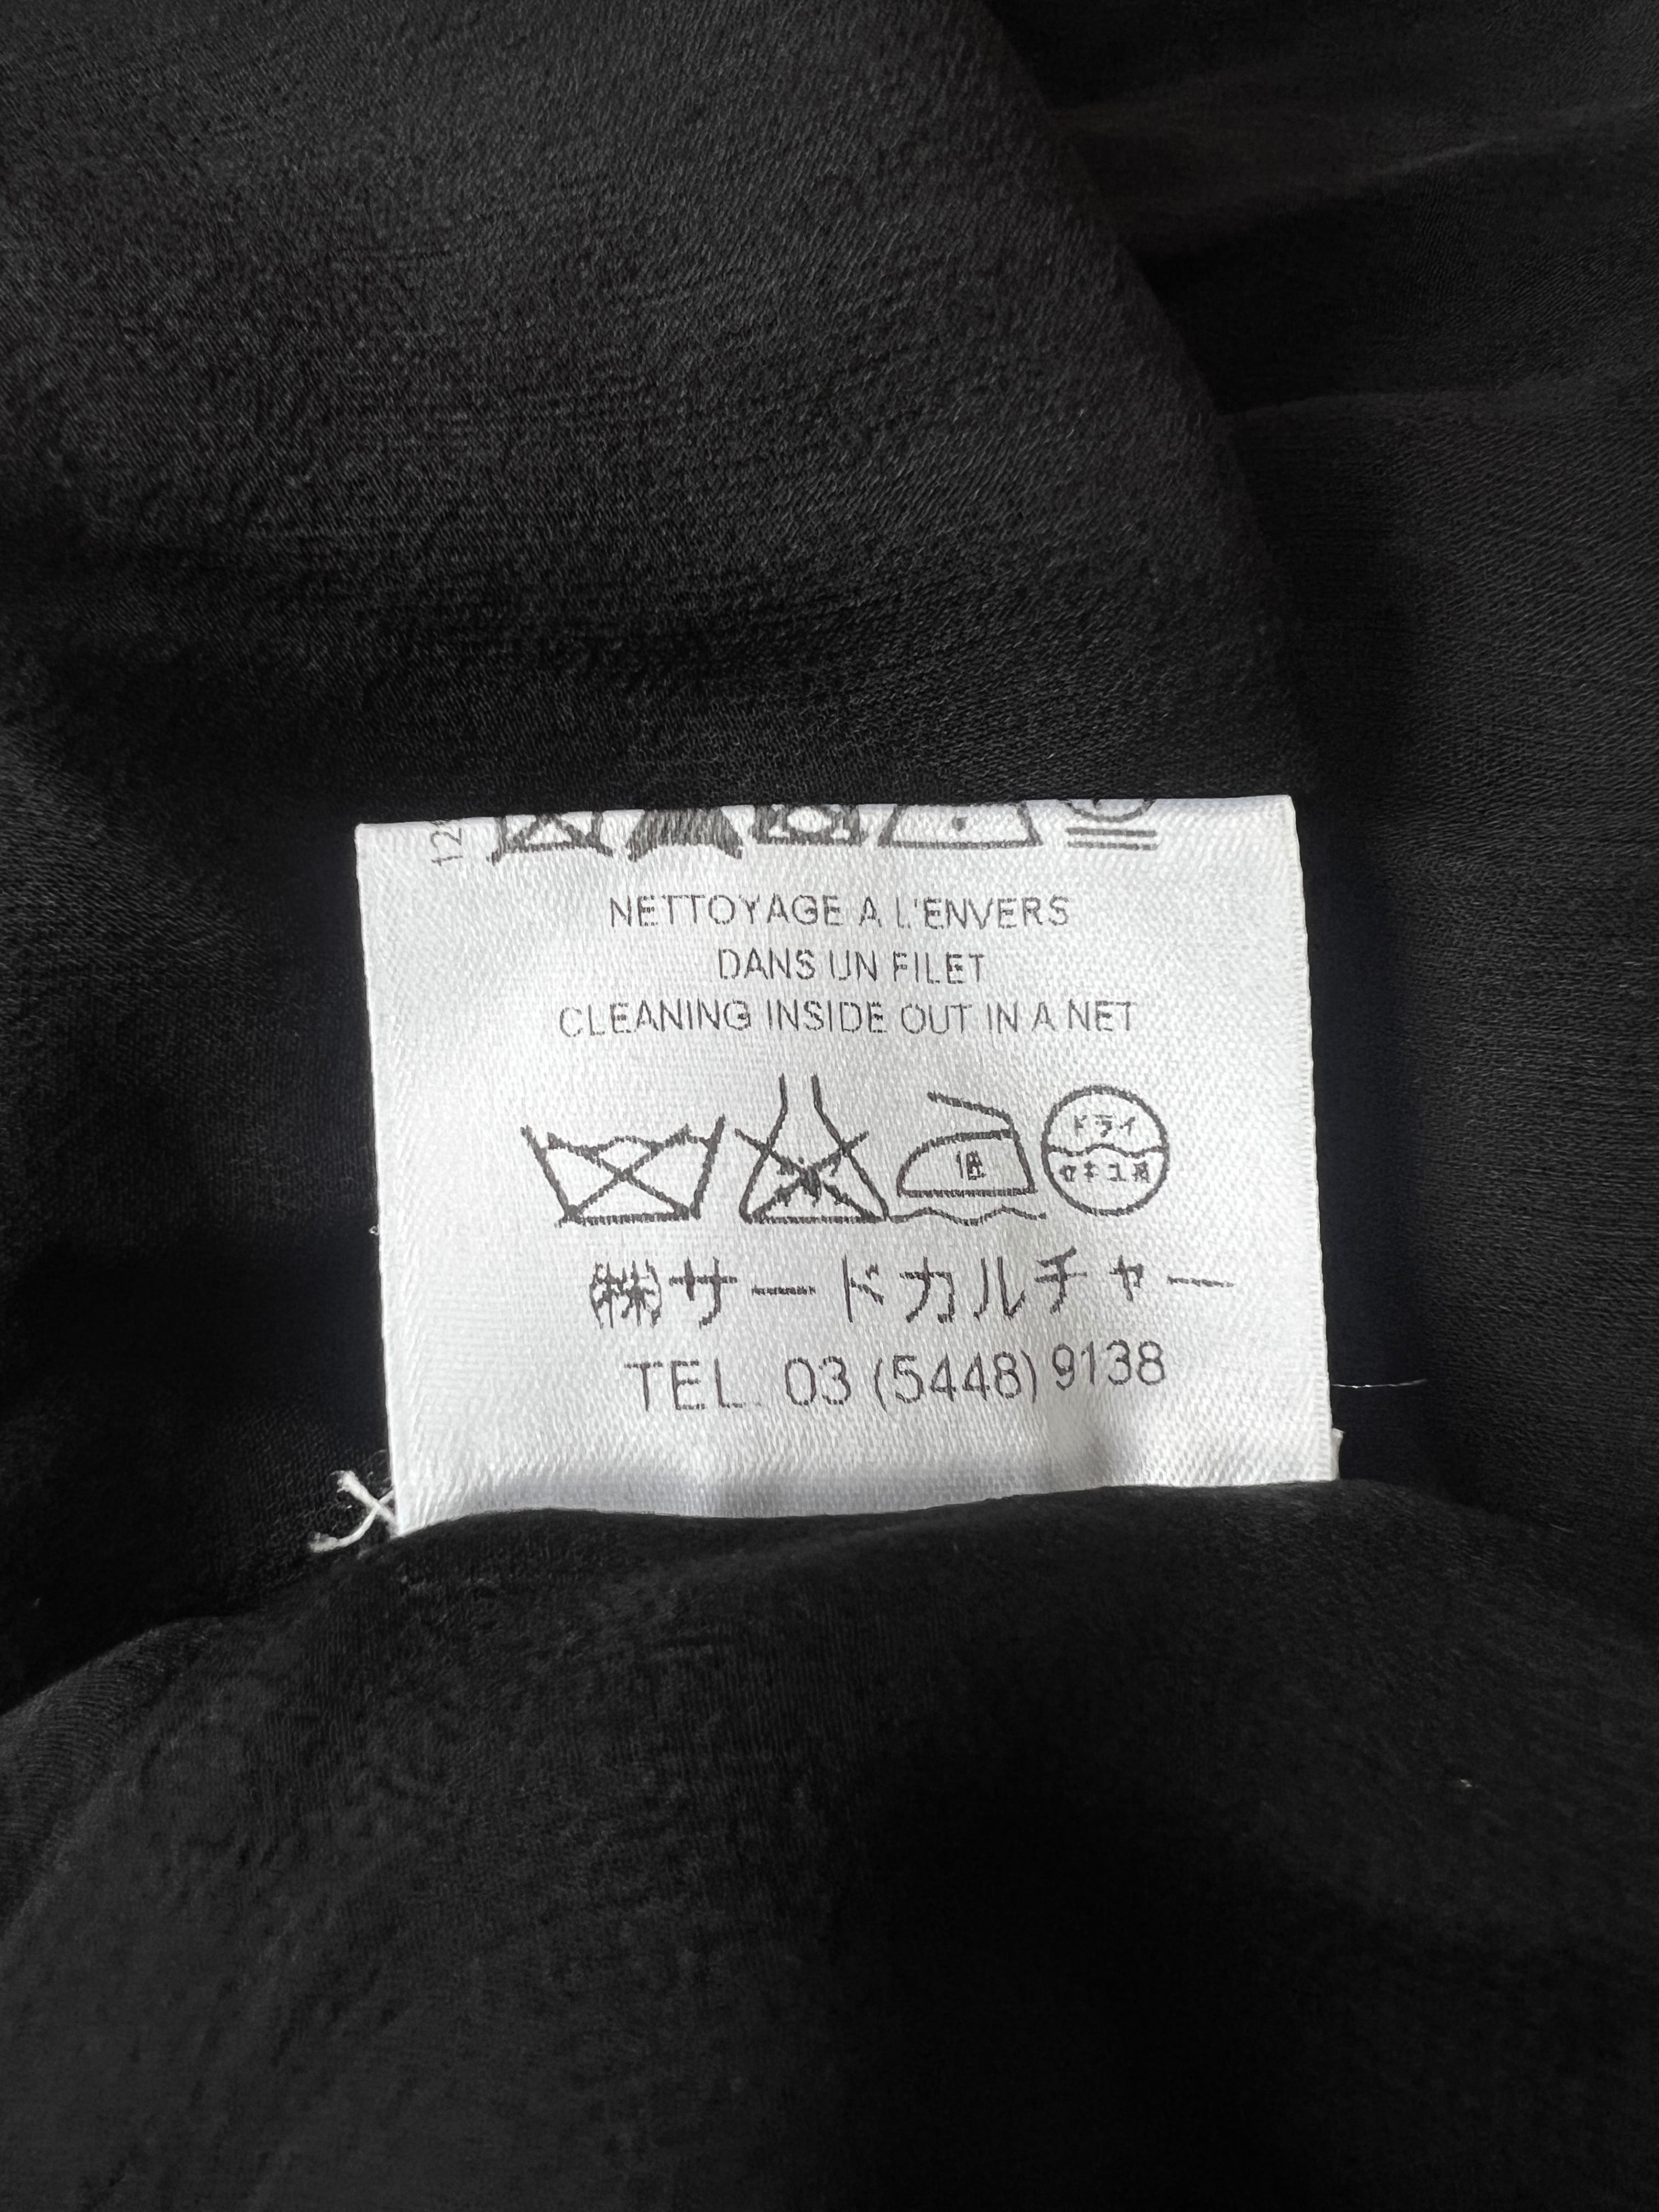 NETTOYAGE A L'ENVERS
DANS UN FILET
CLEANING INSIDE OUT IN A NET
低
ドライ
セキユ系
㈱サードカルチャー
TEL. 03 (5448) 9138